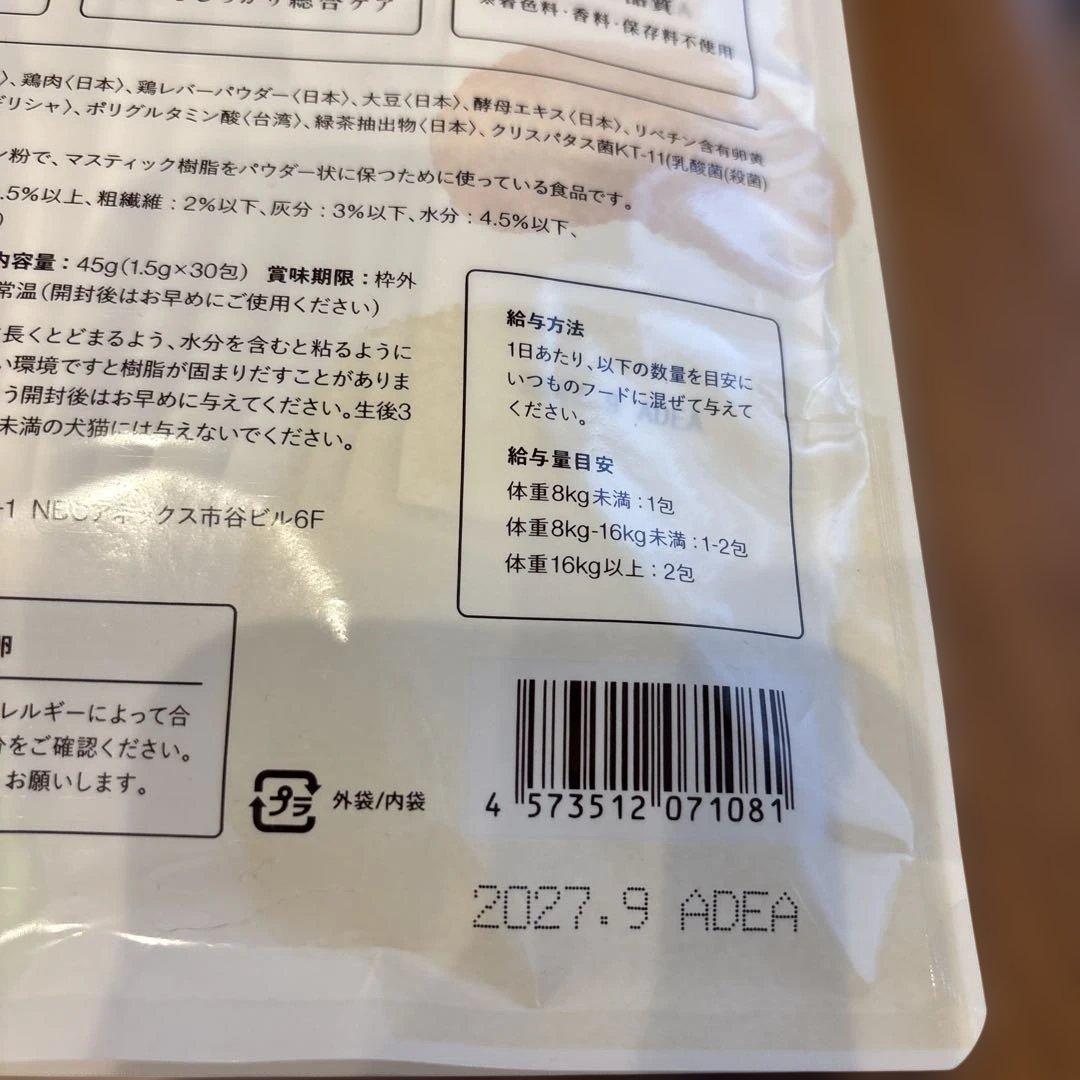 総合ケア
着色料・香料・保存料不使用
、鶏肉〈日本〉、鶏レバーパウダー〈日本〉、大豆〈日本〉、酵母エキス〈日本〉、リベチン含有卵黄
ギリシャ〉、ポリグルタミン酸〈台湾〉、緑茶抽出物〈日本〉、クリスパタス菌KT-11(乳酸菌(殺菌)
ン粉で、マスティック樹脂をパウダー状に保つために使っている食品です。
.5%以上、粗繊維：2%以下、灰分：3%以下、水分：4.5%以下、
内容量：45g(1.5g×30包) 賞味期限：枠外
常温(開封後はお早めにご使用ください)
長くとどまるよう、水分を含むと粘るように
い環境ですと樹脂が固まりだすことがありま
う開封後はお早めに与えてください。生後3
未満の犬猫には与えないでください。
-1 NBCアネックス市谷ビル6F
給与方法
1日あたり、以下の数量を目安に
いつものフードに混ぜて与えて
ください。
給与量目安
体重8kg未満：1包
体重8kg-16kg未満：1-2包
体重16kg以上：2包
卵
レルギーによって合
分をご確認ください。
お願いします。
プラ 外袋/内袋
4 573512 071081
2027.9 ADEA